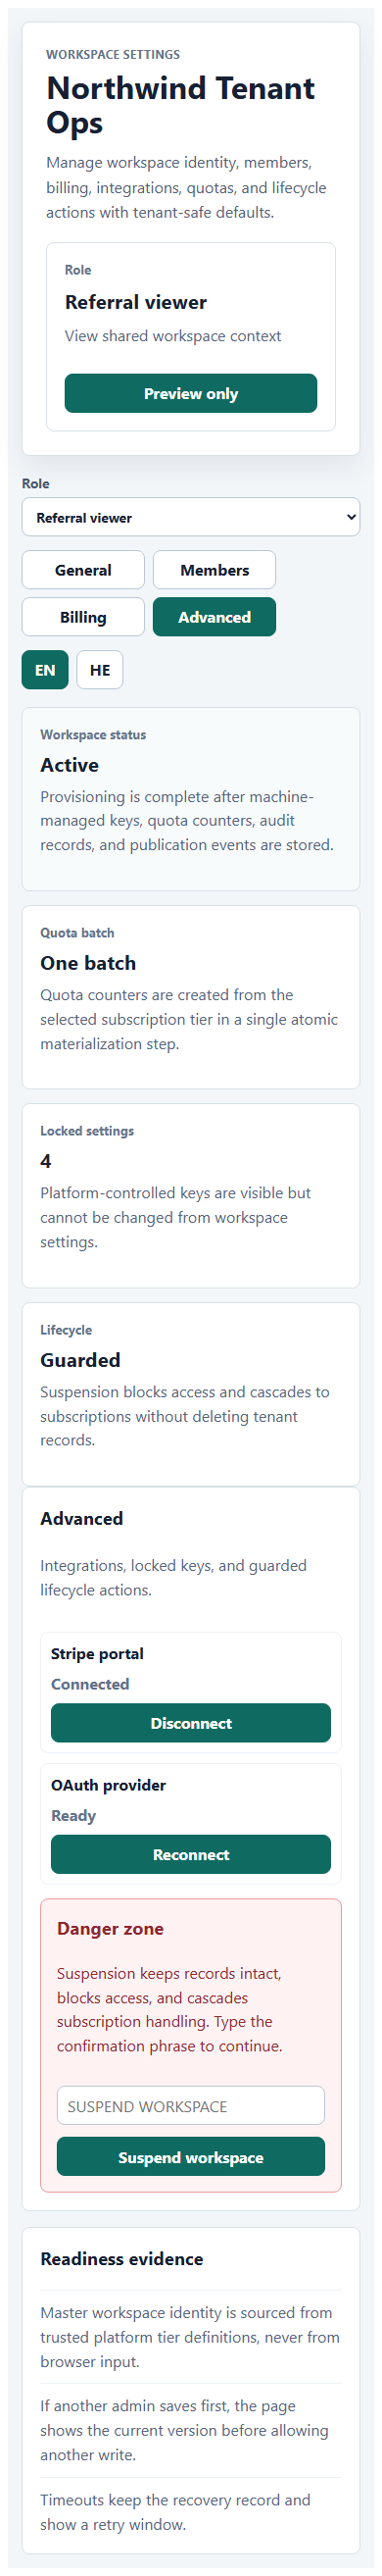 WORKSPACE SETTINGS
Northwind Tenant
Ops
Manage workspace identity, members,
billing, integrations, quotas, and lifecycle
actions with tenant-safe defaults.
Role
Referral viewer
View shared workspace context
Preview only
Role
Referral viewer
General
Members
Billing
Advanced
EN
HE
Workspace status
Active
Provisioning is complete after machine-
managed keys, quota counters, audit
records, and publication events are stored.
Quota batch
One batch
Quota counters are created from the
selected subscription tier in a single atomic
materialization step.
Locked settings
4
Platform-controlled keys are visible but
cannot be changed from workspace
settings.
Lifecycle
Guarded
Suspension blocks access and cascades to
subscriptions without deleting tenant
records.
Advanced
Integrations, locked keys, and guarded
lifecycle actions.
Stripe portal
Connected
Disconnect
OAuth provider
Ready
Reconnect
Danger zone
Suspension keeps records intact,
blocks access, and cascades
subscription handling. Type the
confirmation phrase to continue.
SUSPEND WORKSPACE
Suspend workspace
Readiness evidence
Master workspace identity is sourced from
trusted platform tier definitions, never from
browser input.
If another admin saves first, the page
shows the current version before allowing
another write.
Timeouts keep the recovery record and
show a retry window.